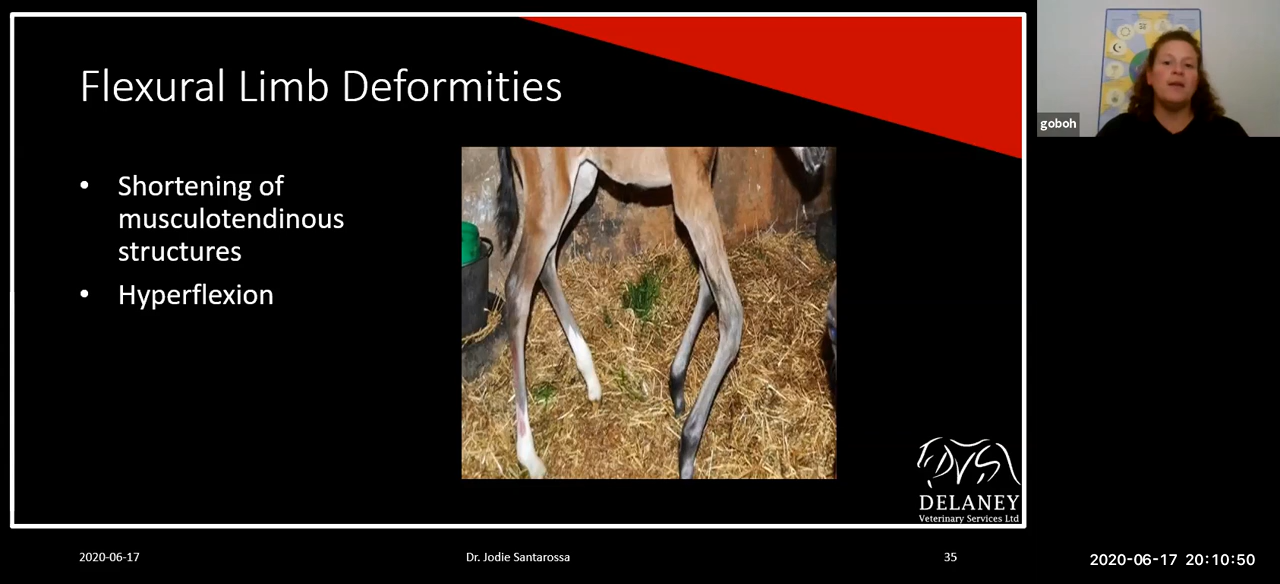 Flexural Limb Deformities
• Shortening of
musculotendinous
structures
• Hyperflexion
DVS
DELANEY
Veterinary Services Ltd
2020-06-17
Dr. Jodie Santarossa
35
goboh
2020-06-17 20:10:50